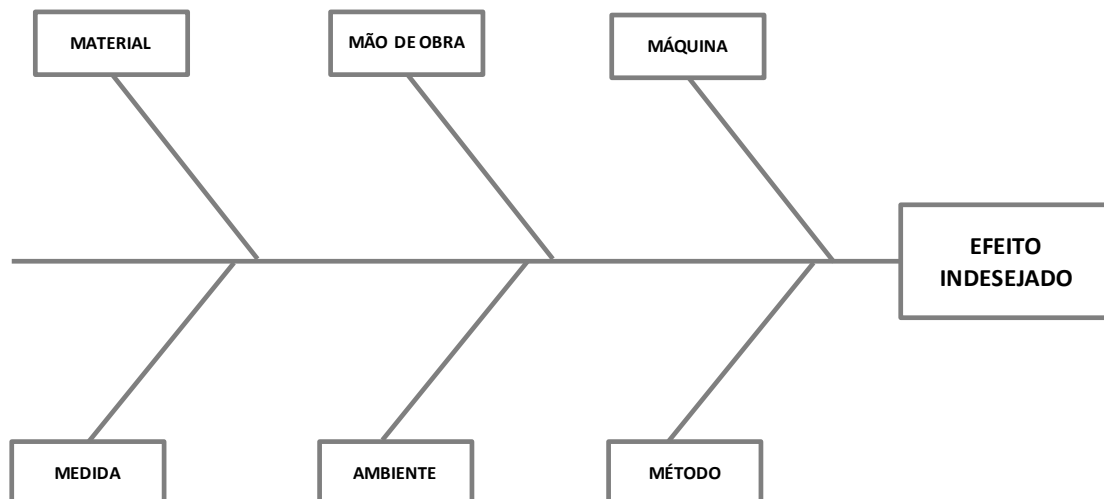 MATERIAL
MÃO DE OBRA
MÁQUINA
EFEITO
INDESEJADO
MEDIDA
AMBIENTE
MÉTODO